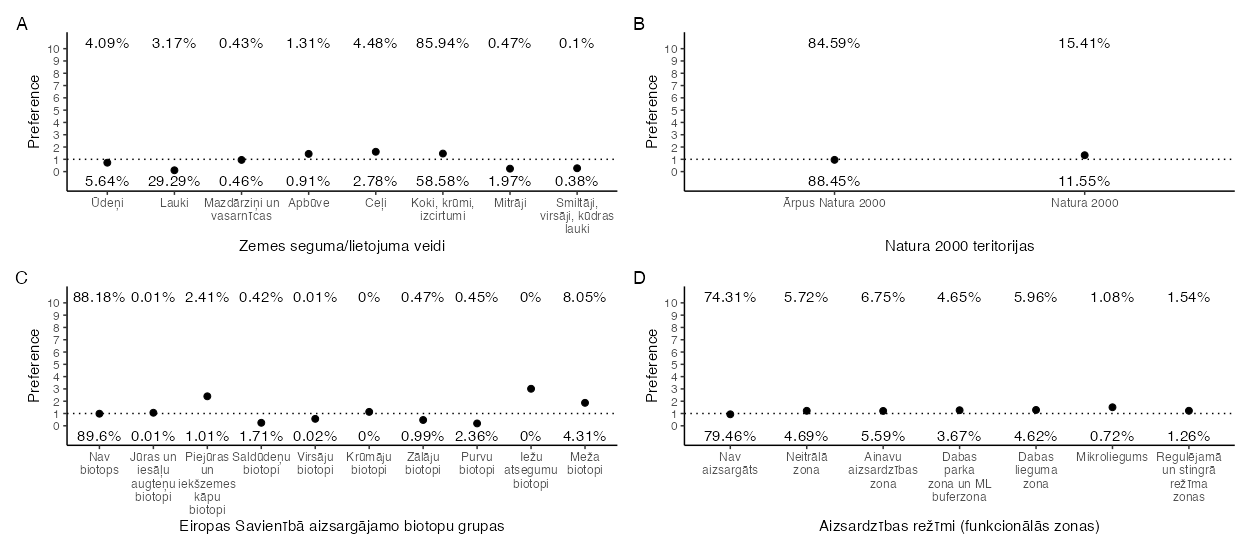 A
4.09% 3.17% 0.43% 1.31% 4.48% 85.94% 0.47% 0.1%
10
9
8
7
6
5
4
3
2
1
0
Preference
5.64% 29.29% 0.46% 0.91% 2.78% 58.58% 1.97% 0.38%
Ūdeņi Lauki Mazdārziņi un Apbūve Ceļi Koki, krūmi, Mitrāji Smiltāji,
vasarnīcas izcirtumi virsāji, kūdras
lauki
Zemes seguma/lietojuma veidi
B
84.59% 15.41%
10
9
8
7
6
5
4
3
2
1
0
Preference
88.45% 11.55%
Ārpus Natura 2000 Natura 2000
Natura 2000 teritorijas
C
88.18% 0.01% 2.41% 0.42% 0.01% 0% 0.47% 0.45% 0% 8.05%
10
9
8
7
6
5
4
3
2
1
0
Preference
89.6% 0.01% 1.01% 1.71% 0.02% 0% 0.99% 2.36% 0% 4.31%
Nav Jūras un Piejūras Saldūdeņu Virsāju Krūmāju Zālāju Purvu Iežu Meža
biotops iesāļu un biotopi biotopi biotopi biotopi biotopi atsegumu biotopi
augteņu iekšzemes biotopi
biotopi kāpu
biotopi
Eiropas Savienībā aizsargājamo biotopu grupas
D
74.31% 5.72% 6.75% 4.65% 5.96% 1.08% 1.54%
10
9
8
7
6
5
4
3
2
1
0
Preference
79.46% 4.69% 5.59% 3.67% 4.62% 0.72% 1.26%
Nav Neitrālā Ainavu Dabas Dabas Mikroliegums Regulējamā
aizsargāts zona aizsardzības parka lieguma un stingrā
zona zona un ML zona režīma
buferzona zonas
Aizsardzības režīmi (funkcionālās zonas)